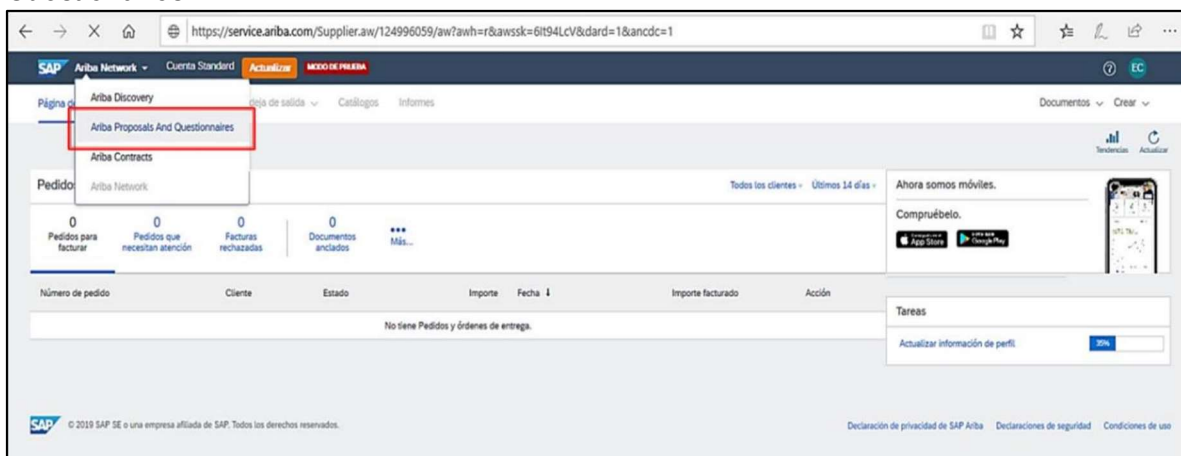 https://service.ariba.com/Supplier.aw/124996059/aw?awh=r&awssk=6It94LcV&dard=1&ancdc=1
SAP Ariba Network Cuenta Standard Actualizar MODO DE PRUEBA EC
Página d deja de salida Catálogos Informes Documentos Crear
Ariba Discovery
Ariba Proposals And Questionnaires
Ariba Contracts
Ariba Network
Tendencias Actualizar
Pedido Todos los clientes Últimos 14 días
0 Pedidos para facturar
0 Pedidos que necesitan atención
0 Facturas rechazadas
0 Documentos anclados
Más...
Ahora somos móviles.
Compruébelo.
App Store Google Play
Número de pedido Cliente Estado Importe Fecha ↓ Importe facturado Acción
No tiene Pedidos y órdenes de entrega.
Tareas
Actualizar información de perfil 35%
SAP © 2019 SAP SE o una empresa afiliada de SAP. Todos los derechos reservados.
Declaración de privacidad de SAP Ariba Declaraciones de seguridad Condiciones de uso